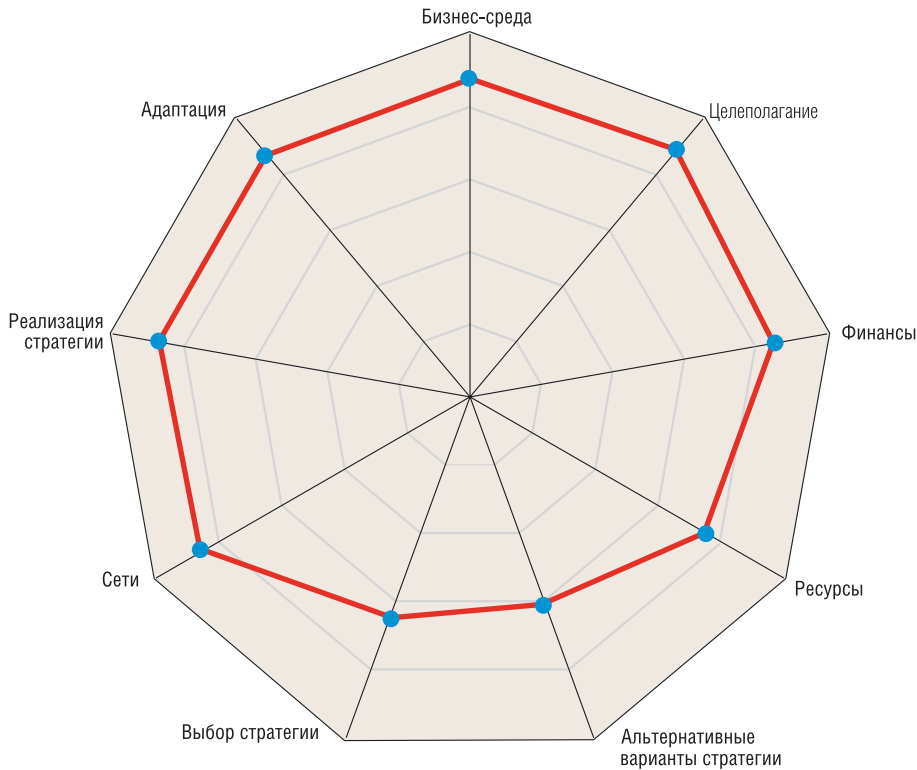 Бизнес-среда
Целеполагание
Финансы
Ресурсы
Альтернативные
варианты стратегии
Выбор стратегии
Сети
Реализация
стратегии
Адаптация